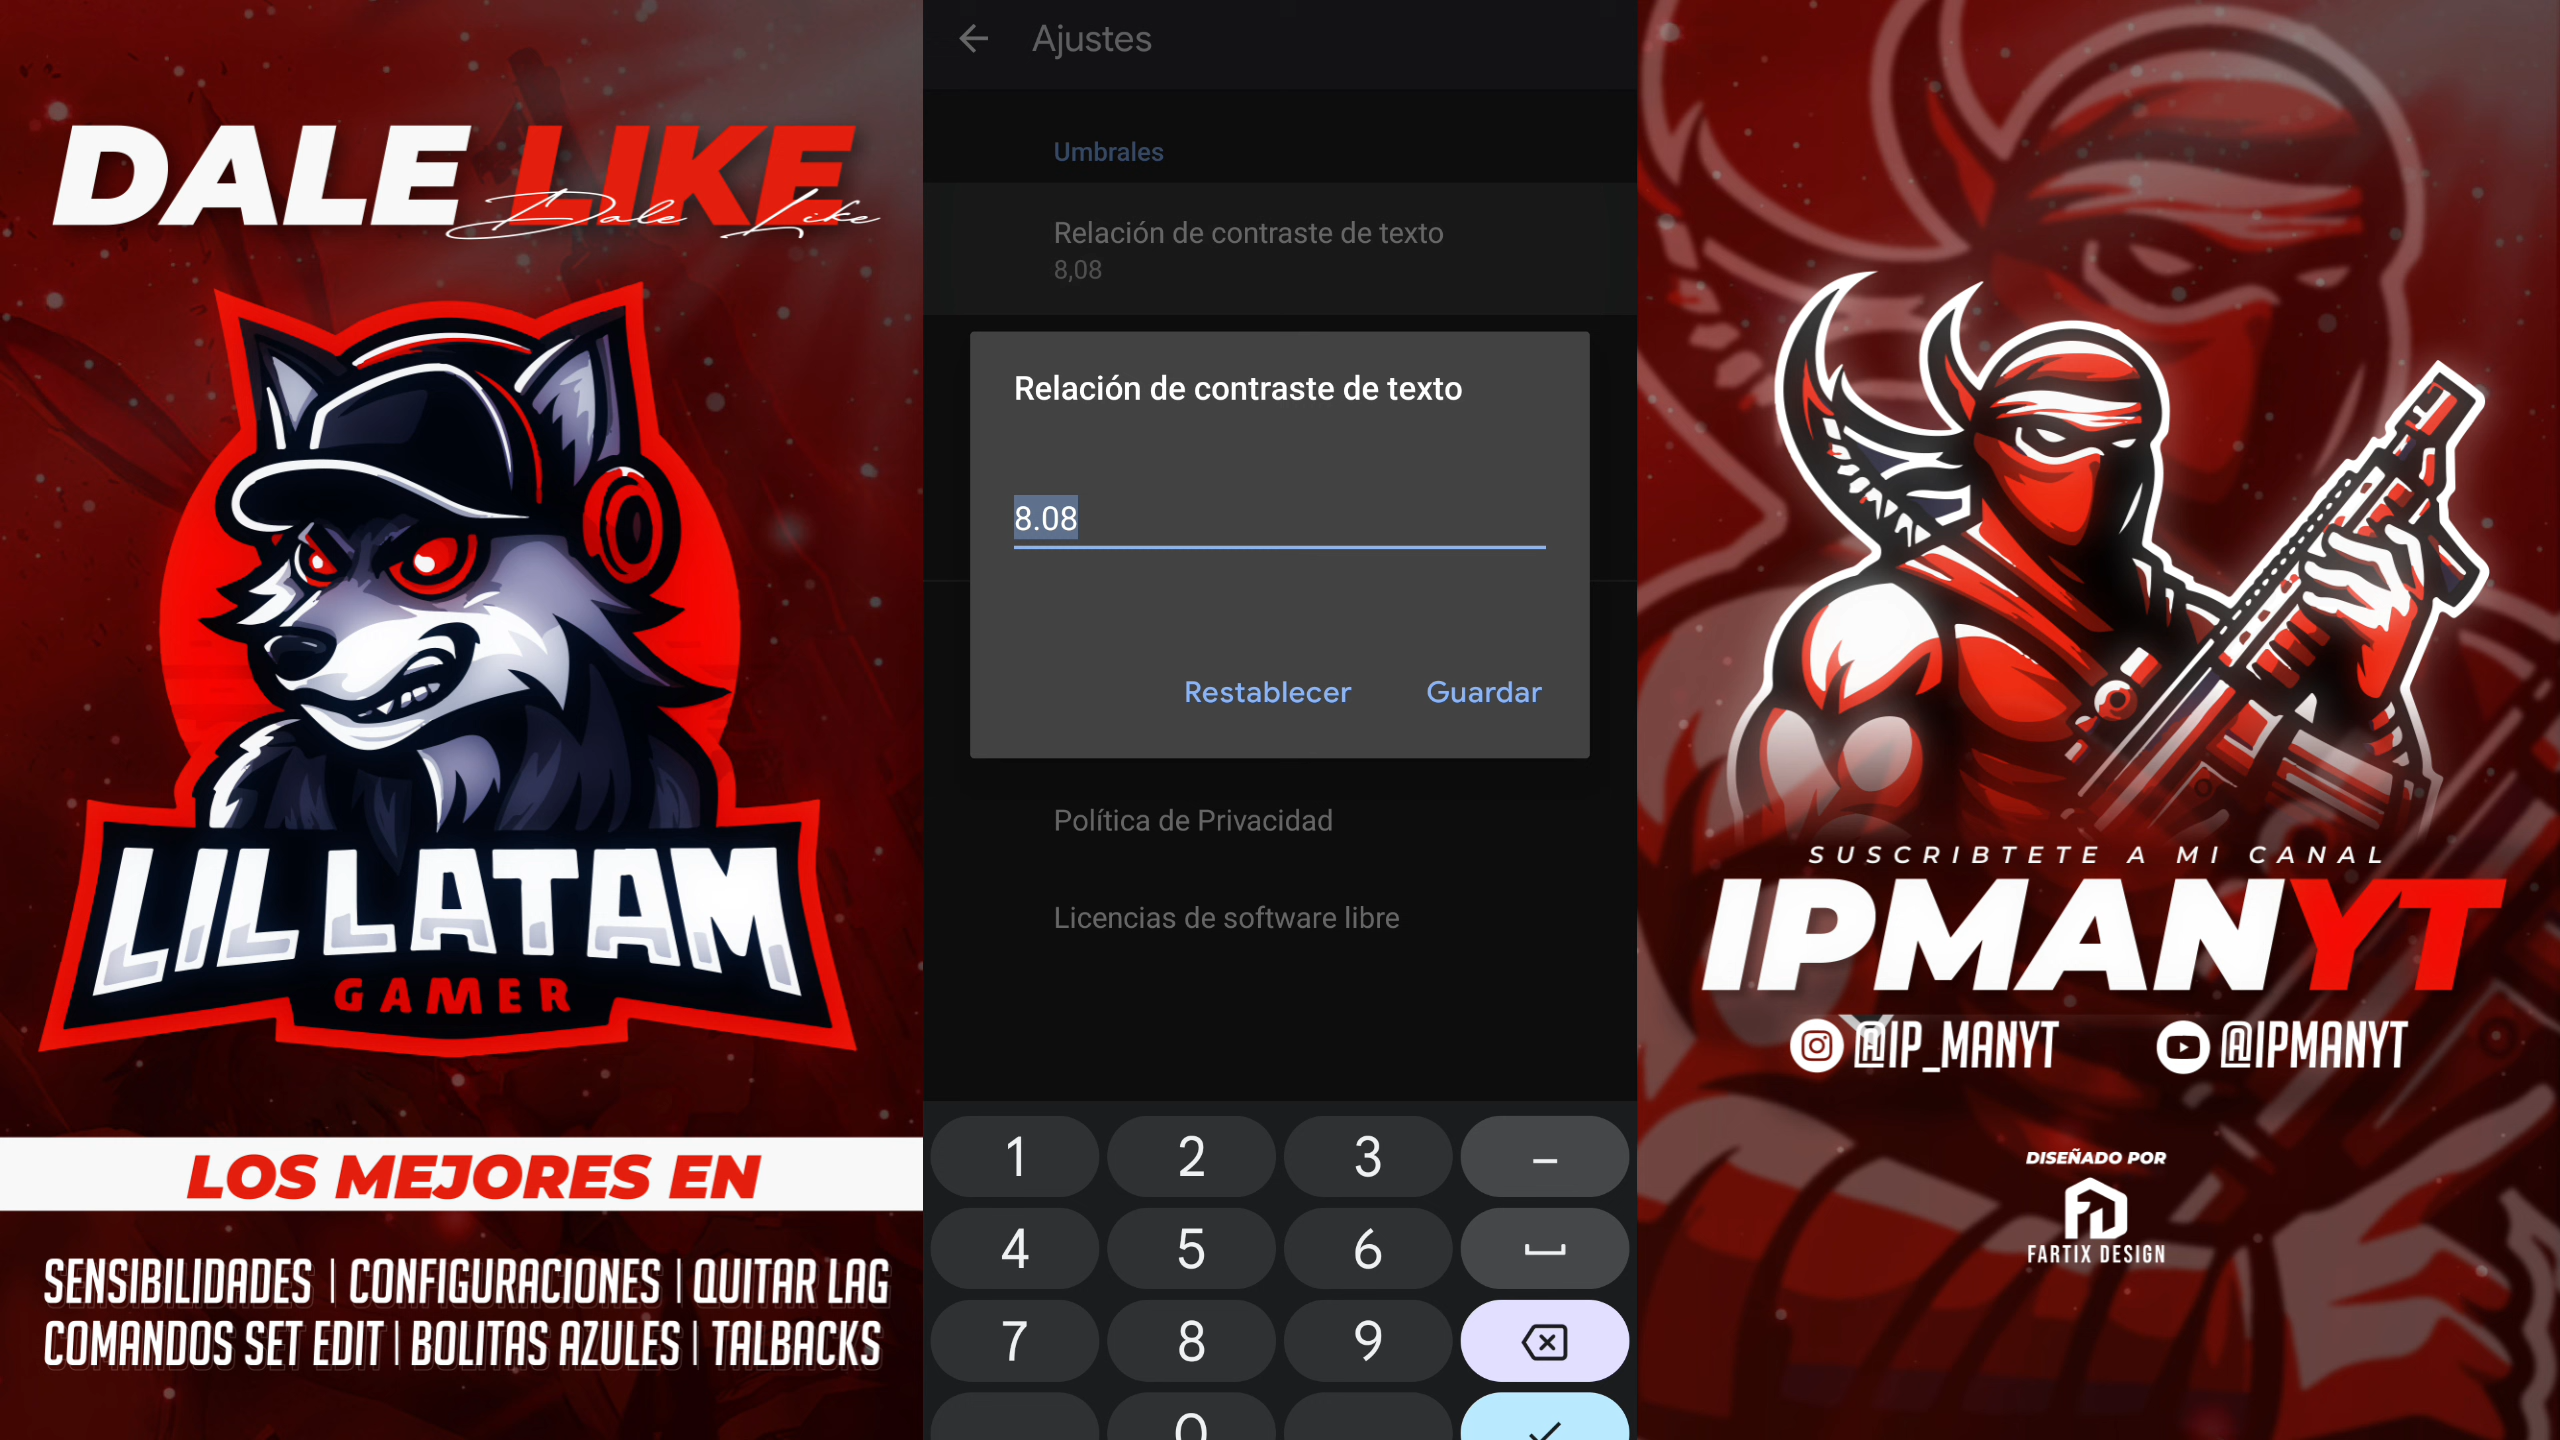 DALE LIKE
Dale Like
LIL LATAM
GAMER
LOS MEJORES EN
SENSIBILIDADES | CONFIGURACIONES | QUITAR LAG
COMANDOS SET EDIT | BOLITAS AZULES | TALBACKS
Ajustes
Umbrales
Relación de contraste de texto
8,08
Relación de contraste de texto
8.08
Restablecer Guardar
Política de Privacidad
Licencias de software libre
1 2 3 –
4 5 6
7 8 9
0
SUSCRIBTETE A MI CANAL
IPMANYT
@IP_MANYT @IPMANYT
DISEÑADO POR
FARTIX DESIGN